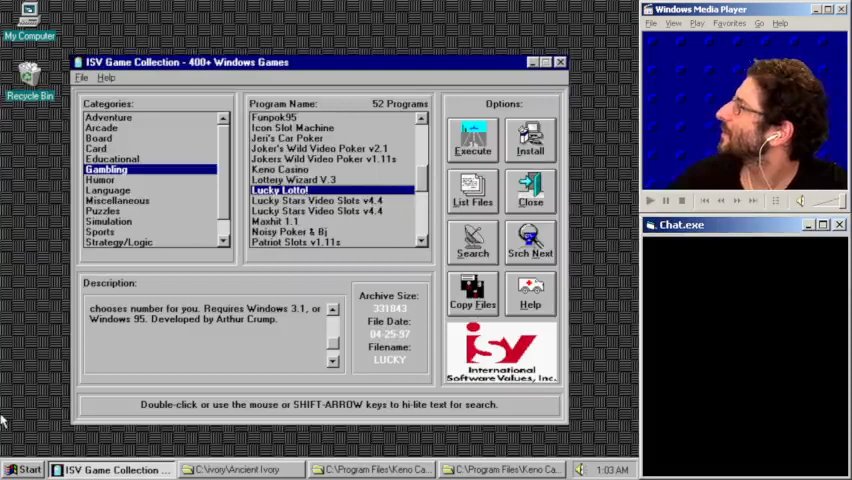 My Computer
Recycle Bin
ISV Game Collection - 400+ Windows Games
File Help
Categories:
Adventure
Arcade
Board
Card
Educational
Gambling
Humor
Language
Miscellaneous
Puzzles
Simulation
Sports
Strategy/Logic
Program Name: 52 Programs
Funpok95
Icon Slot Machine
Jeri's Car Poker
Joker's Wild Video Poker v2.1
Jokers Wild Video Poker v1.11s
Keno Casino
Lottery Wizard V.3
Lucky Lotto!
Lucky Stars Video Slots v4.4
Lucky Stars Video Slots v4.4
Maxhit 1.1
Noisy Poker & Bj
Patriot Slots v1.11s
Options:
Execute Install
List Files Close
Search Srch Next
Copy Files Help
Description:
chooses number for you. Requires Windows 3.1, or
Windows 95. Developed by Arthur Crump.
Archive Size:
331843
File Date:
04-25-97
Filename:
LUCKY
isv
International
Software Values, Inc.
Double-click or use the mouse or SHIFT-ARROW keys to hi-lite text for search.
Start
ISV Game Collection ...
C:\ivory\Ancient Ivory
C:\Program Files\Keno Ca...
C:\Program Files\Keno Ca...
1:03 AM
Windows Media Player
File View Play Favorites Go Help
Chat.exe